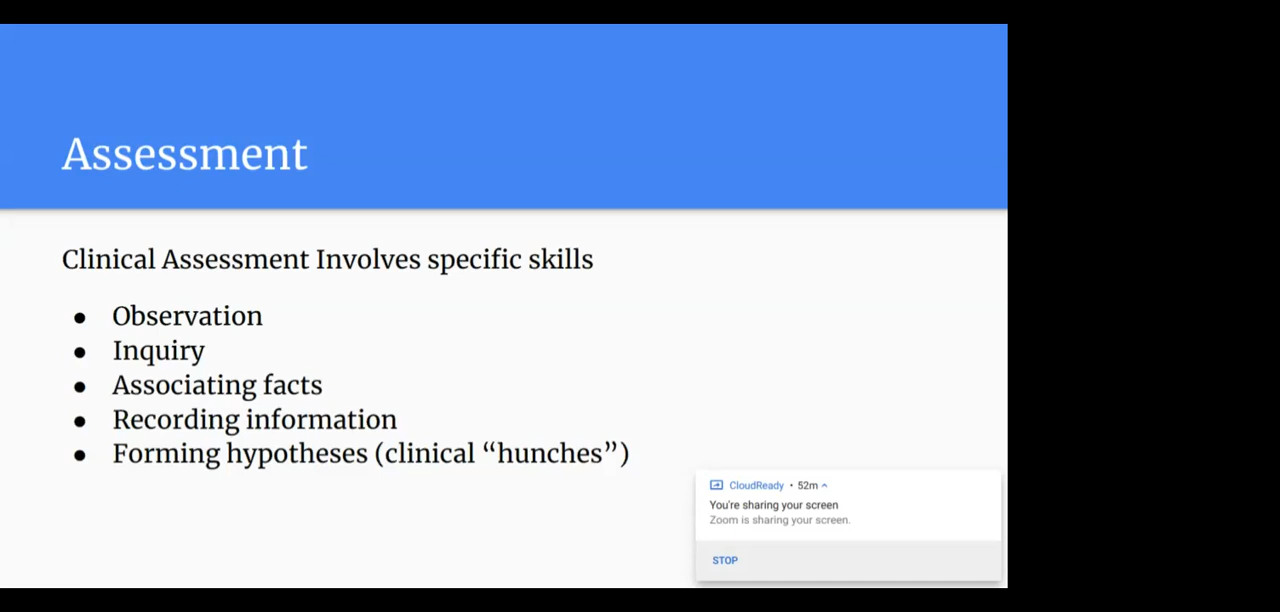 Assessment
Clinical Assessment Involves specific skills
● Observation
● Inquiry
● Associating facts
● Recording information
● Forming hypotheses (clinical “hunches”)
CloudReady • 52m
You're sharing your screen
Zoom is sharing your screen.
STOP